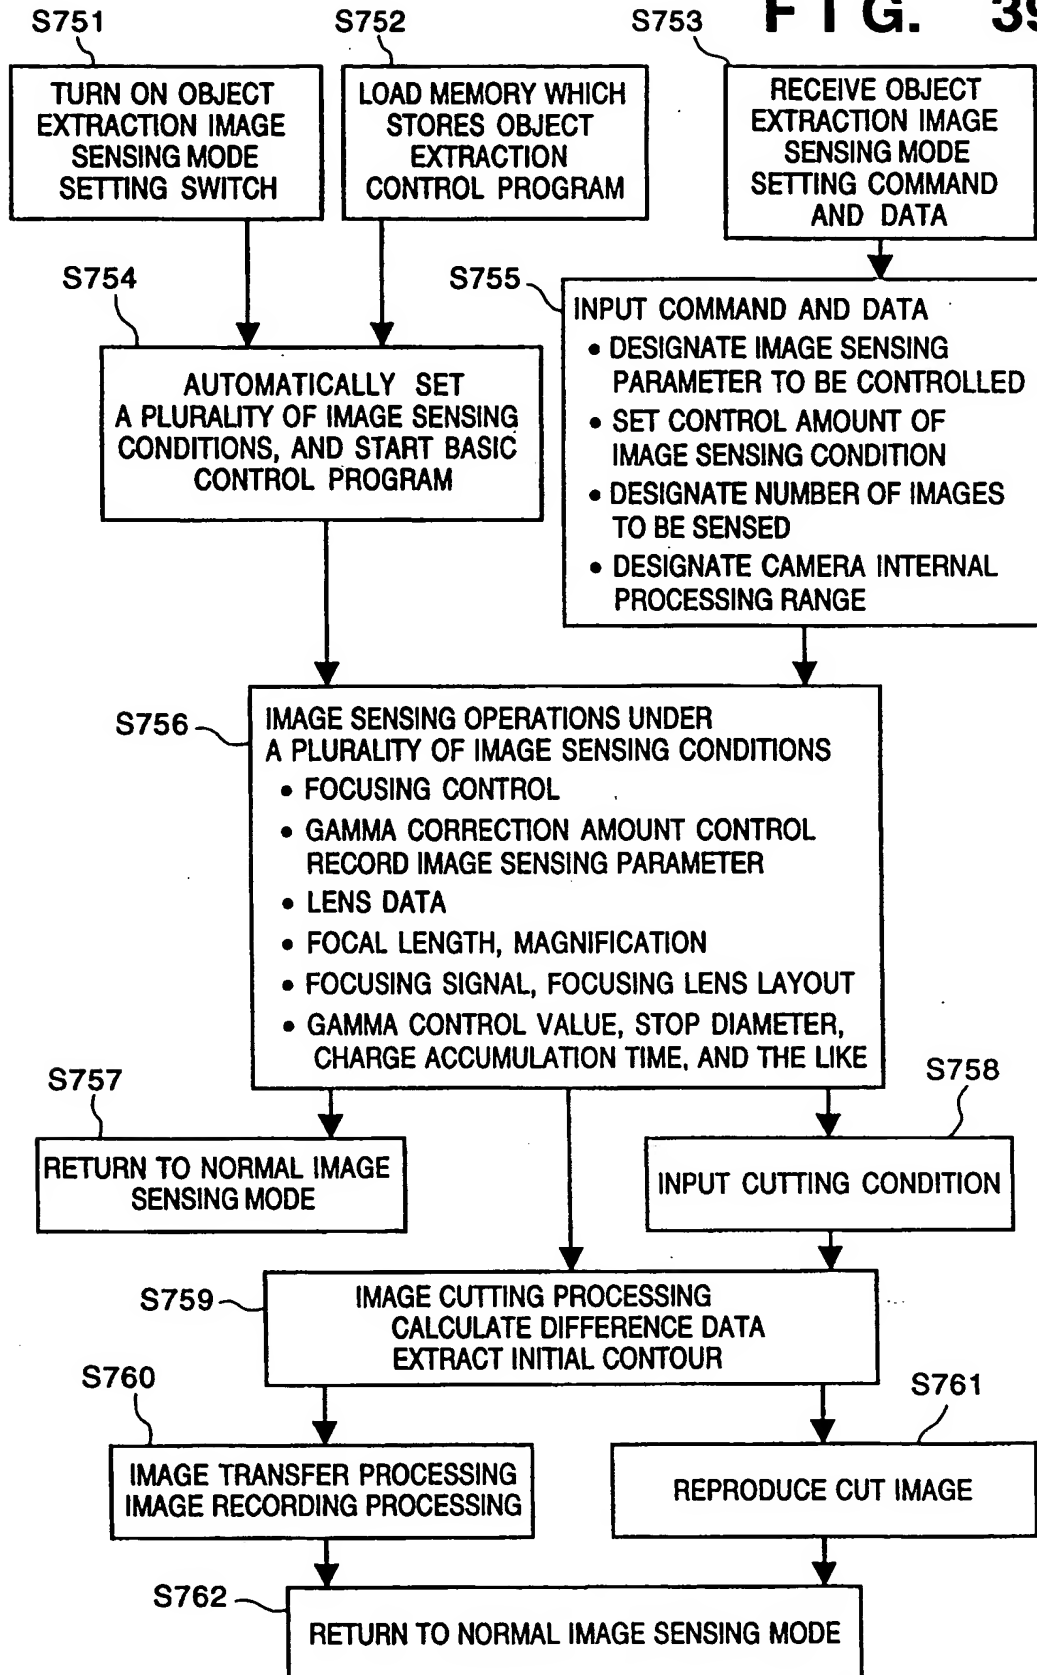 FIG. 39
S751
TURN ON OBJECT
EXTRACTION IMAGE
SENSING MODE
SETTING SWITCH
S752
LOAD MEMORY WHICH
STORES OBJECT
EXTRACTION
CONTROL PROGRAM
S753
RECEIVE OBJECT
EXTRACTION IMAGE
SENSING MODE
SETTING COMMAND
AND DATA
S754
AUTOMATICALLY SET
A PLURALITY OF IMAGE SENSING
CONDITIONS, AND START BASIC
CONTROL PROGRAM
S755
INPUT COMMAND AND DATA
• DESIGNATE IMAGE SENSING
PARAMETER TO BE CONTROLLED
• SET CONTROL AMOUNT OF
IMAGE SENSING CONDITION
• DESIGNATE NUMBER OF IMAGES
TO BE SENSED
• DESIGNATE CAMERA INTERNAL
PROCESSING RANGE
S756
IMAGE SENSING OPERATIONS UNDER
A PLURALITY OF IMAGE SENSING CONDITIONS
• FOCUSING CONTROL
• GAMMA CORRECTION AMOUNT CONTROL
RECORD IMAGE SENSING PARAMETER
• LENS DATA
• FOCAL LENGTH, MAGNIFICATION
• FOCUSING SIGNAL, FOCUSING LENS LAYOUT
• GAMMA CONTROL VALUE, STOP DIAMETER,
CHARGE ACCUMULATION TIME, AND THE LIKE
S757
RETURN TO NORMAL IMAGE
SENSING MODE
S758
INPUT CUTTING CONDITION
S759
IMAGE CUTTING PROCESSING
CALCULATE DIFFERENCE DATA
EXTRACT INITIAL CONTOUR
S760
IMAGE TRANSFER PROCESSING
IMAGE RECORDING PROCESSING
S761
REPRODUCE CUT IMAGE
S762
RETURN TO NORMAL IMAGE SENSING MODE